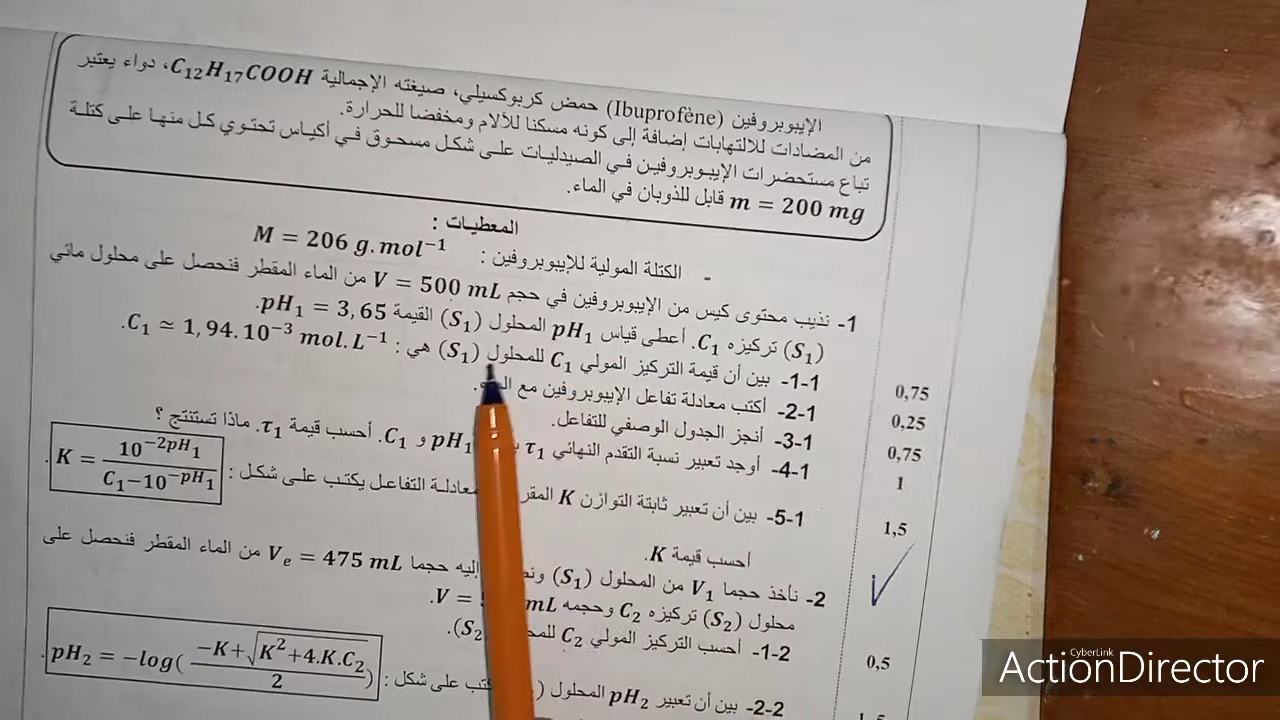 الإيبوبروفين (Ibuprofène) حمض كربوكسيلي، صيغته الإجمالية C₁₂H₁₇COOH، دواء يعتبر
من المضادات للالتهابات إضافة إلى كونه مسكنا للآلام ومخفضا للحرارة.
تباع مستحضرات الإيبوبروفين في الصيدليات على شكل مسحوق في أكياس تحتوي كل منها على كتلة
m = 200 mg قابل للذوبان في الماء.
المعطيات :
- الكتلة المولية للإيبوبروفين : M = 206 g.mol⁻¹
1- نذيب محتوى كيس من الإيبوبروفين في حجم V = 500 mL من الماء المقطر فنحصل على محلول مائي
(S₁) تركيزه C₁. أعطى قياس pH₁ المحلول (S₁) القيمة pH₁ = 3,65.
0,75 1-1- بين أن قيمة التركيز المولي C₁ للمحلول (S₁) هي : C₁ ≃ 1,94.10⁻³ mol.L⁻¹.
0,25 2-1- أكتب معادلة تفاعل الإيبوبروفين مع
0,75 3-1- أنجز الجدول الوصفي للتفاعل.
1 4-1- أوجد تعبير نسبة التقدم النهائي τ₁ pH₁ و C₁. أحسب قيمة τ₁. ماذا تستنتج ؟
1,5 5-1- بين أن تعبير ثابتة التوازن K معادلة التفاعل يكتب على شكل : K = 10^(-2pH₁) / (C₁−10^(-pH₁)).
أحسب قيمة K.
2- نأخذ حجما V₁ من المحلول (S₁) إليه حجما Vₑ = 475 mL من الماء المقطر فنحصل على
محلول (S₂) تركيزه C₂ وحجمه mL V =.
0,5 1-2- أحسب التركيز المولي C₂ (S₂).
2-2- بين أن تعبير pH₂ المحلول على شكل : pH₂ = −log( (−K+√(K²+4.K.C₂)) / 2 )
CyberLink
ActionDirector